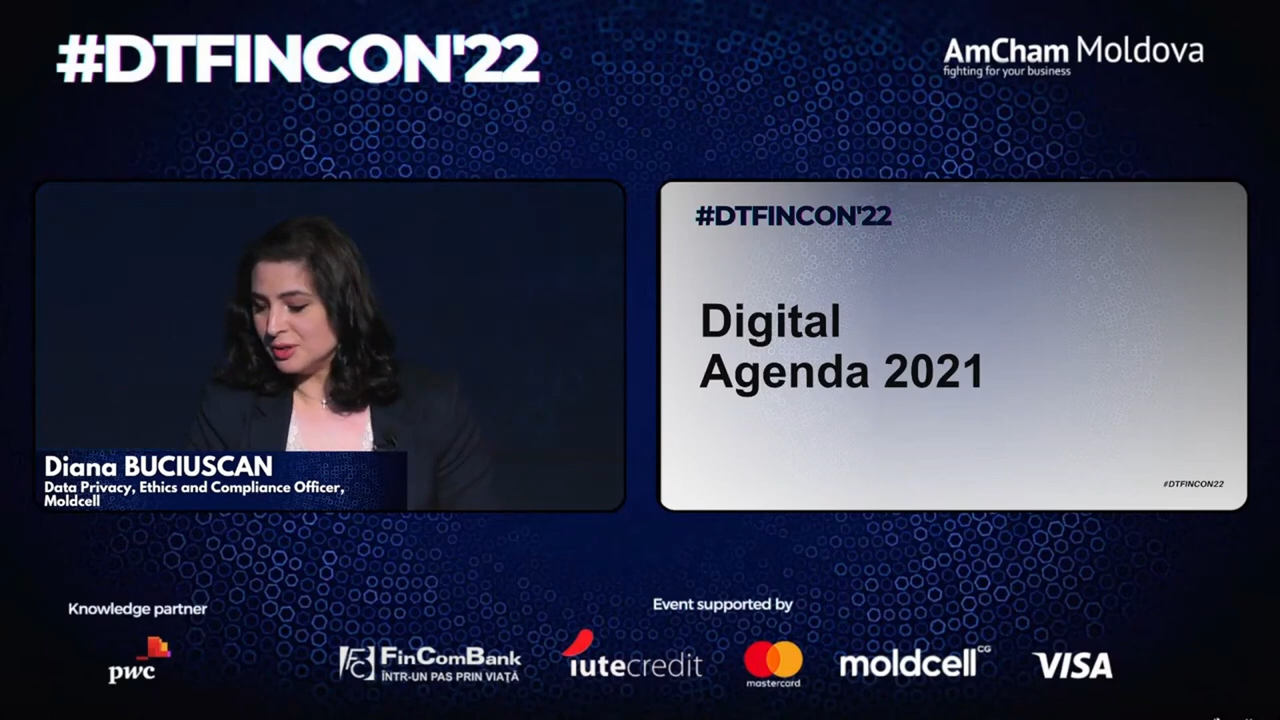 #DTFINCON'22
AmCham Moldova
fighting for your business
#DTFINCON'22
Digital
Agenda 2021
#DTFINCON22
Diana BUCIUSCAN
Data Privacy, Ethics and Compliance Officer,
Moldcell
Knowledge partner
Event supported by
pwc
FC FinComBank
ÎNTR-UN PAS PRIN VIAȚĂ
iutecredit
mastercard
moldcell CG
VISA